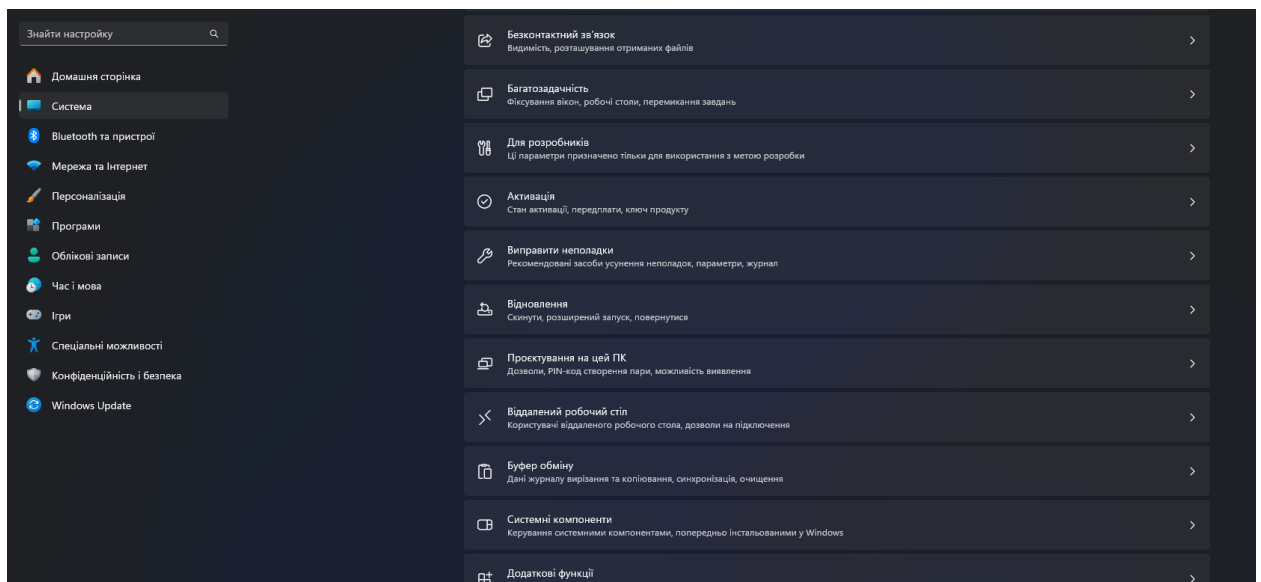 Знайти настройку
Домашня сторінка
Система
Bluetooth та пристрої
Мережа та Інтернет
Персоналізація
Програми
Облікові записи
Час і мова
Ігри
Спеціальні можливості
Конфіденційність і безпека
Windows Update
Безконтактний зв'язок
Видимість, розташування отриманих файлів
Багатозадачність
Фіксування вікон, робочі столи, перемикання завдань
Для розробників
Ці параметри призначено тільки для використання з метою розробки
Активація
Стан активації, передплати, ключ продукту
Виправити неполадки
Рекомендовані засоби усунення неполадок, параметри, журнал
Відновлення
Скинути, розширений запуск, повернутися
Проєктування на цей ПК
Дозволи, PIN-код створення пари, можливість виявлення
Віддалений робочий стіл
Користувачі віддаленого робочого стола, дозволи на підключення
Буфер обміну
Дані журналу вирізання та копіювання, синхронізація, очищення
Системні компоненти
Керування системними компонентами, попередньо інстальованими у Windows
Додаткові функції